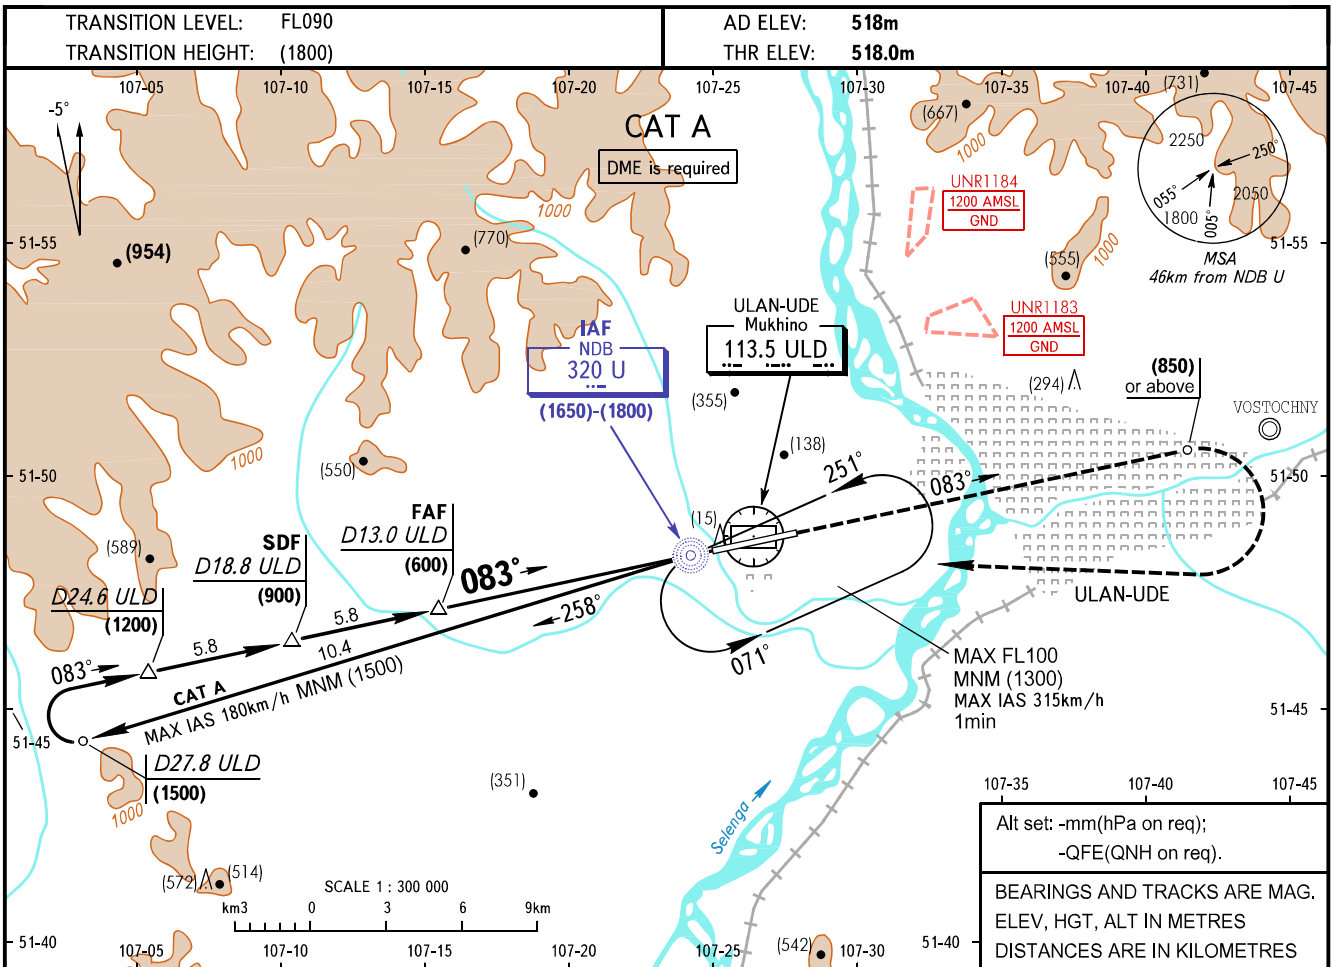 TRANSITION LEVEL: FL090
TRANSITION HEIGHT: (1800)
AD ELEV: 518m
THR ELEV: 518.0m
107-05
107-10
107-15
107-20
107-25
107-30
107-35
107-40
107-45
(731)
-5°
CAT A
DME is required
(667)
1000
2250
250°
055°
2050
1800
005°
MSA
46km from NDB U
UNR1184
1200 AMSL
GND
1000
51-55
(954)
(770)
(555)
1000
51-55
UNR1183
1200 AMSL
GND
ULAN-UDE
Mukhino
113.5 ULD
IAF
NDB
320 U
(1650)-(1800)
(355)
(294)
(850)
or above
VOSTOCHNY
1000
(550)
(138)
251°
083°
51-50
51-50
FAF
D13.0 ULD
(600)
(15)
SDF
D18.8 ULD
(900)
(589)
D24.6 ULD
(1200)
083°
258°
ULAN-UDE
5.8
5.8
10.4
083°
071°
CAT A
MAX IAS 180km/h MNM (1500)
MAX FL100
MNM (1300)
MAX IAS 315km/h
1min
51-45
51-45
D27.8 ULD
(1500)
1000
(351)
Selenga
107-35
107-40
107-45
(572)
(514)
SCALE 1 : 300 000
km3 0 3 6 9km
Alt set: -mm(hPa on req);
-QFE(QNH on req).
BEARINGS AND TRACKS ARE MAG.
ELEV, HGT, ALT IN METRES
DISTANCES ARE IN KILOMETRES
51-40
107-05
107-10
107-15
107-20
107-25
(542)
107-30
51-40